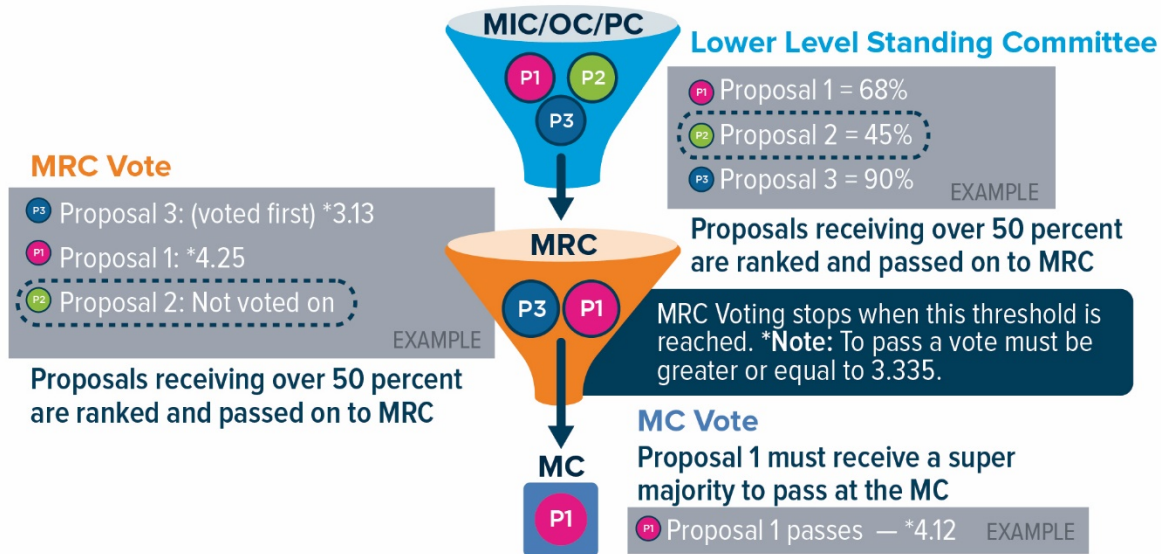 MIC/OC/PC
P1
P2
P3
Lower Level Standing Committee
P1 Proposal 1 = 68%
P2 Proposal 2 = 45%
P3 Proposal 3 = 90%
EXAMPLE
Proposals receiving over 50 percent
are ranked and passed on to MRC
MRC Vote
P3 Proposal 3: (voted first) *3.13
P1 Proposal 1: *4.25
P2 Proposal 2: Not voted on
EXAMPLE
Proposals receiving over 50 percent
are ranked and passed on to MRC
MRC
P3
P1
MRC Voting stops when this threshold is
reached. *Note: To pass a vote must be
greater or equal to 3.335.
MC Vote
Proposal 1 must receive a super
majority to pass at the MC
P1 Proposal 1 passes — *4.12 EXAMPLE
MC
P1